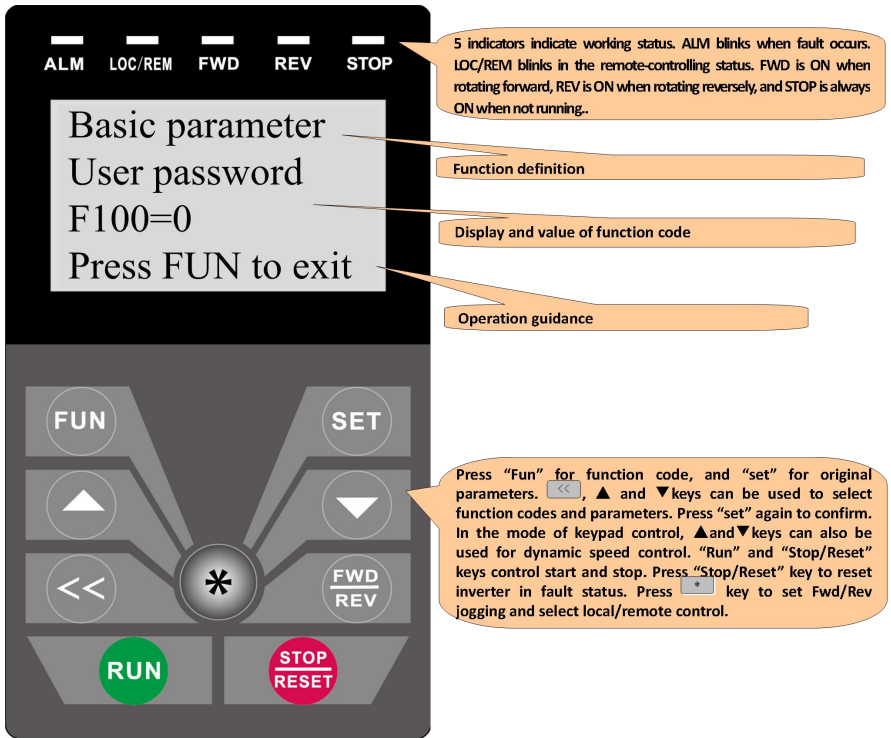 ALM LOC/REM FWD REV STOP
5 indicators indicate working status. ALM blinks when fault occurs.
LOC/REM blinks in the remote-controlling status. FWD is ON when
rotating forward, REV is ON when rotating reversely, and STOP is always
ON when not running..
Basic parameter
User password
F100=0
Press FUN to exit
Function definition
Display and value of function code
Operation guidance
FUN
SET
<<
*
FWD
REV
RUN
STOP
RESET
Press “Fun” for function code, and “set” for original
parameters. <<, ▲ and ▼keys can be used to select
function codes and parameters. Press “set” again to confirm.
In the mode of keypad control, ▲and▼keys can also be
used for dynamic speed control. “Run” and “Stop/Reset”
keys control start and stop. Press “Stop/Reset” key to reset
inverter in fault status. Press * key to set Fwd/Rev
jogging and select local/remote control.